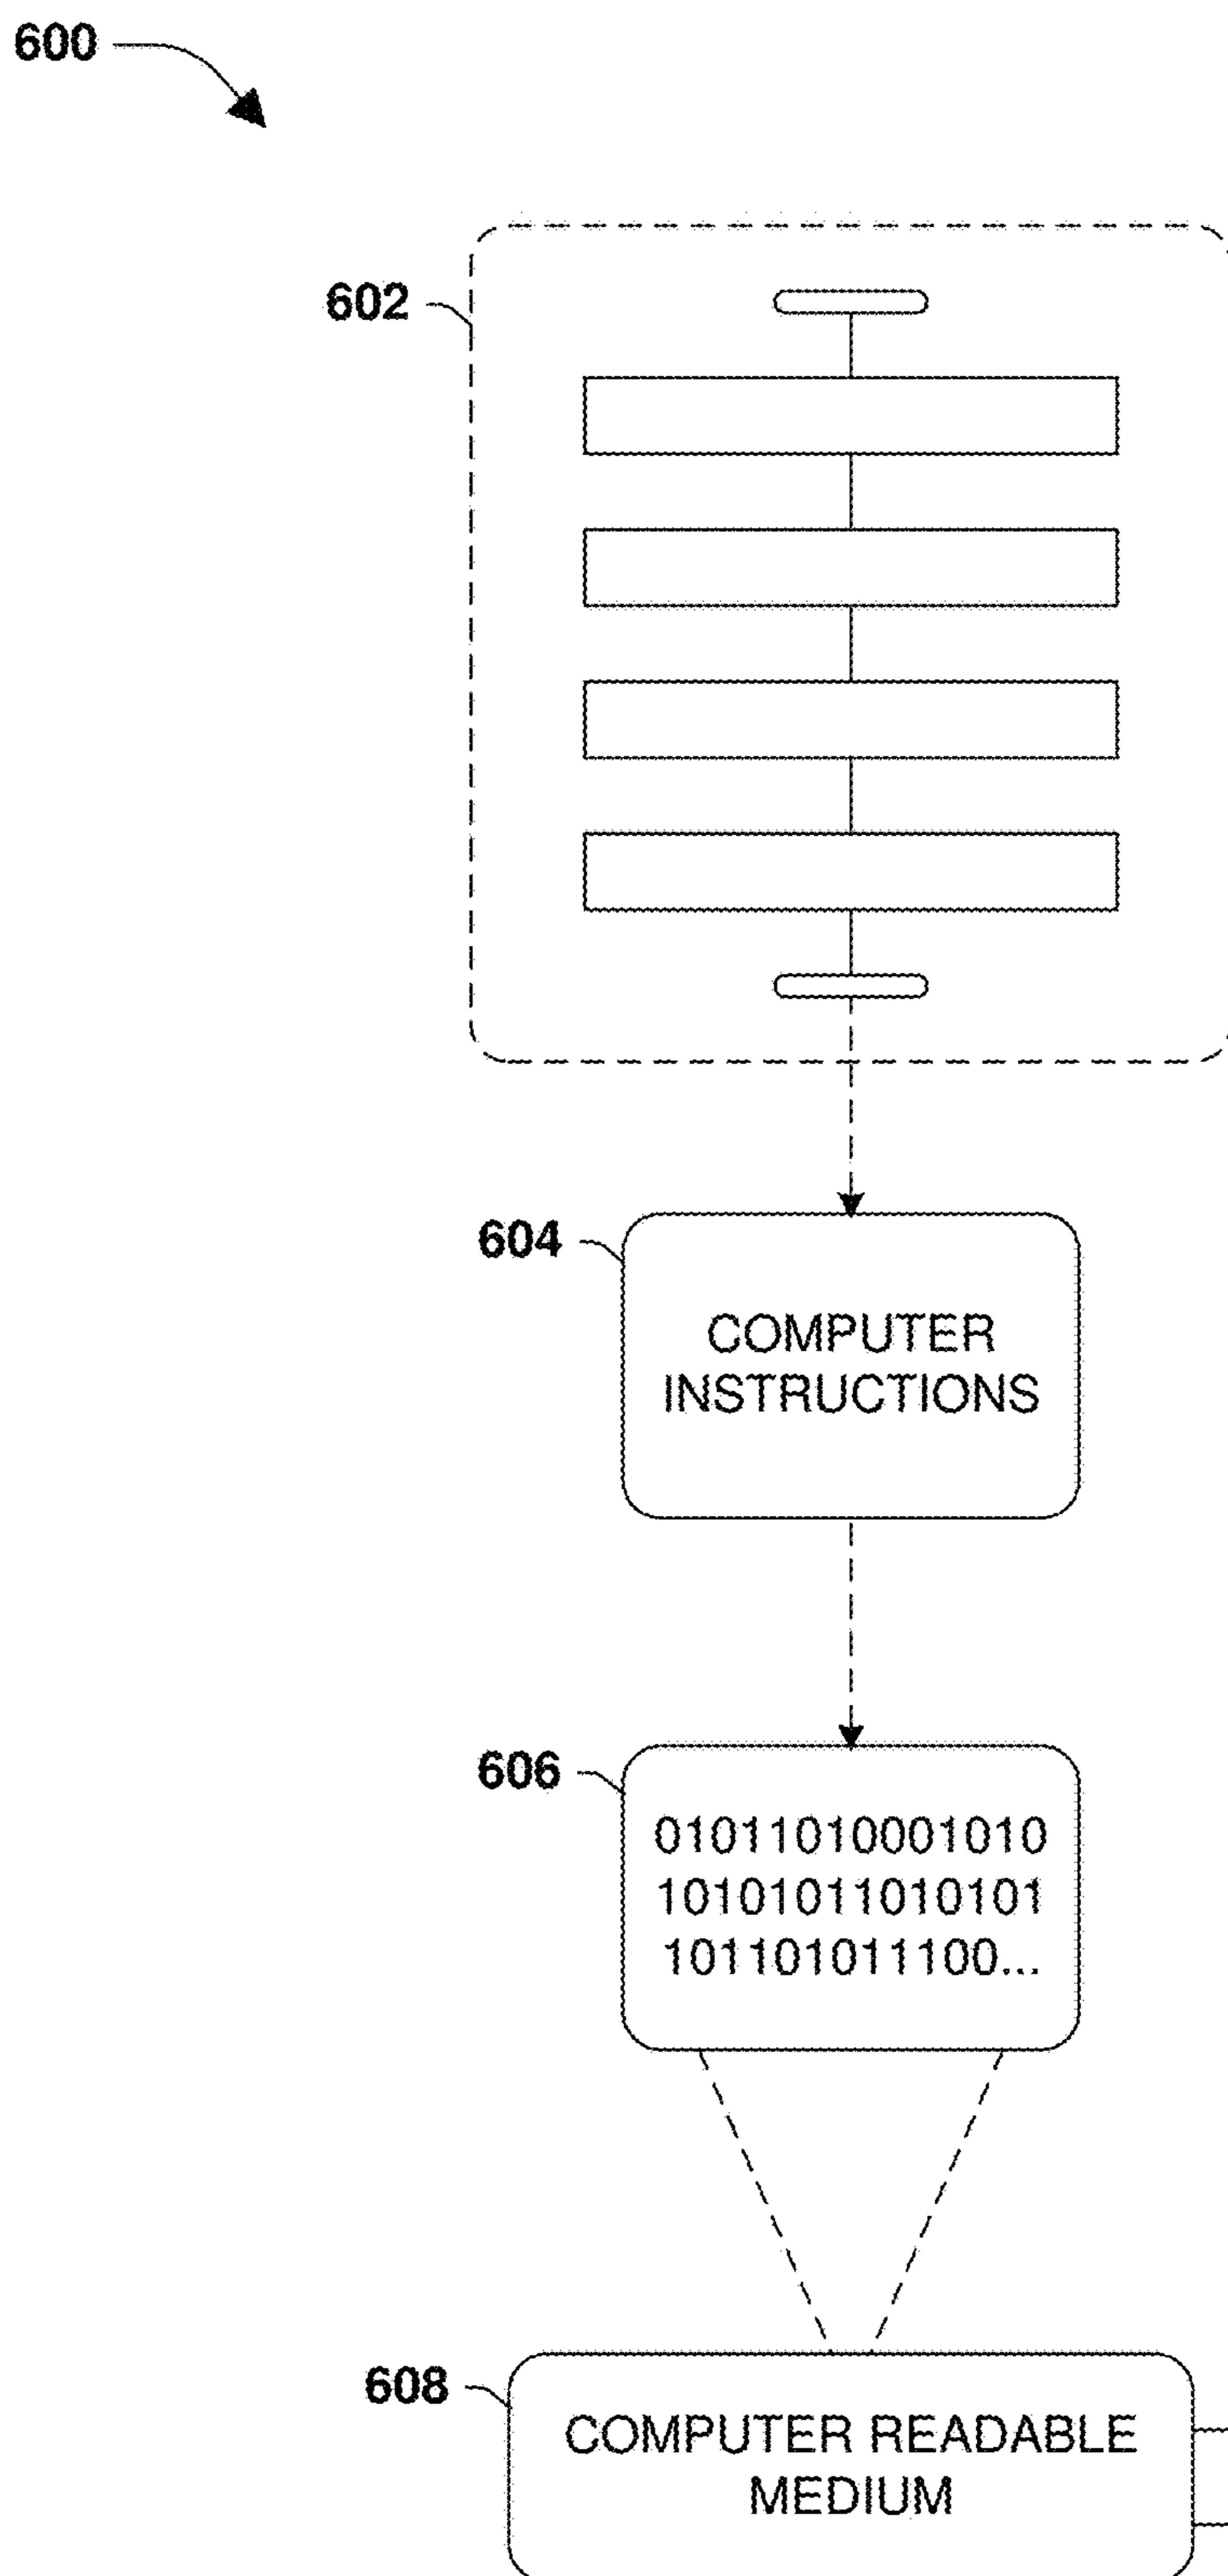 600
602
604
COMPUTER
INSTRUCTIONS
606
01011010001010
10101011010101
101101011100...
608
COMPUTER READABLE
MEDIUM